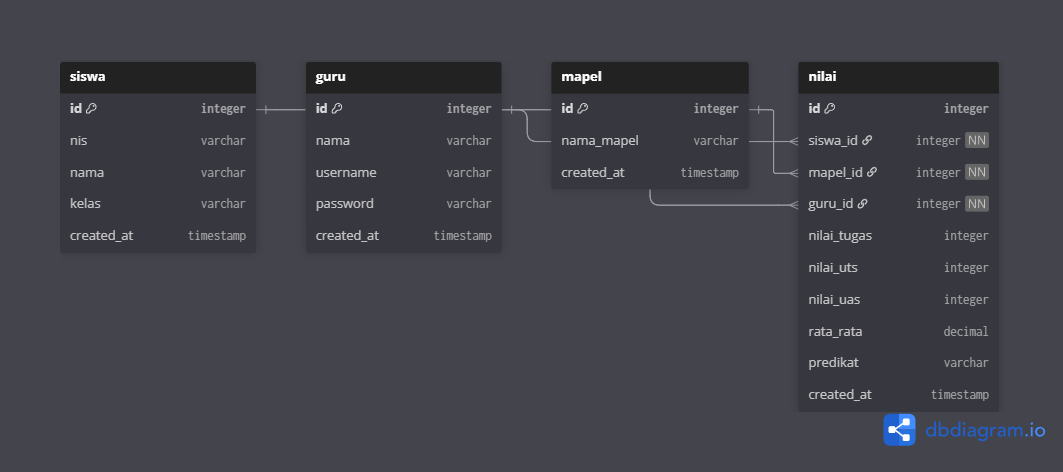 siswa
id integer
nis varchar
nama varchar
kelas varchar
created_at timestamp
guru
id integer
nama varchar
username varchar
password varchar
created_at timestamp
mapel
id integer
nama_mapel varchar
created_at timestamp
nilai
id integer
siswa_id integer NN
mapel_id integer NN
guru_id integer NN
nilai_tugas integer
nilai_uts integer
nilai_uas integer
rata_rata decimal
predikat varchar
created_at timestamp
dbdiagram.io